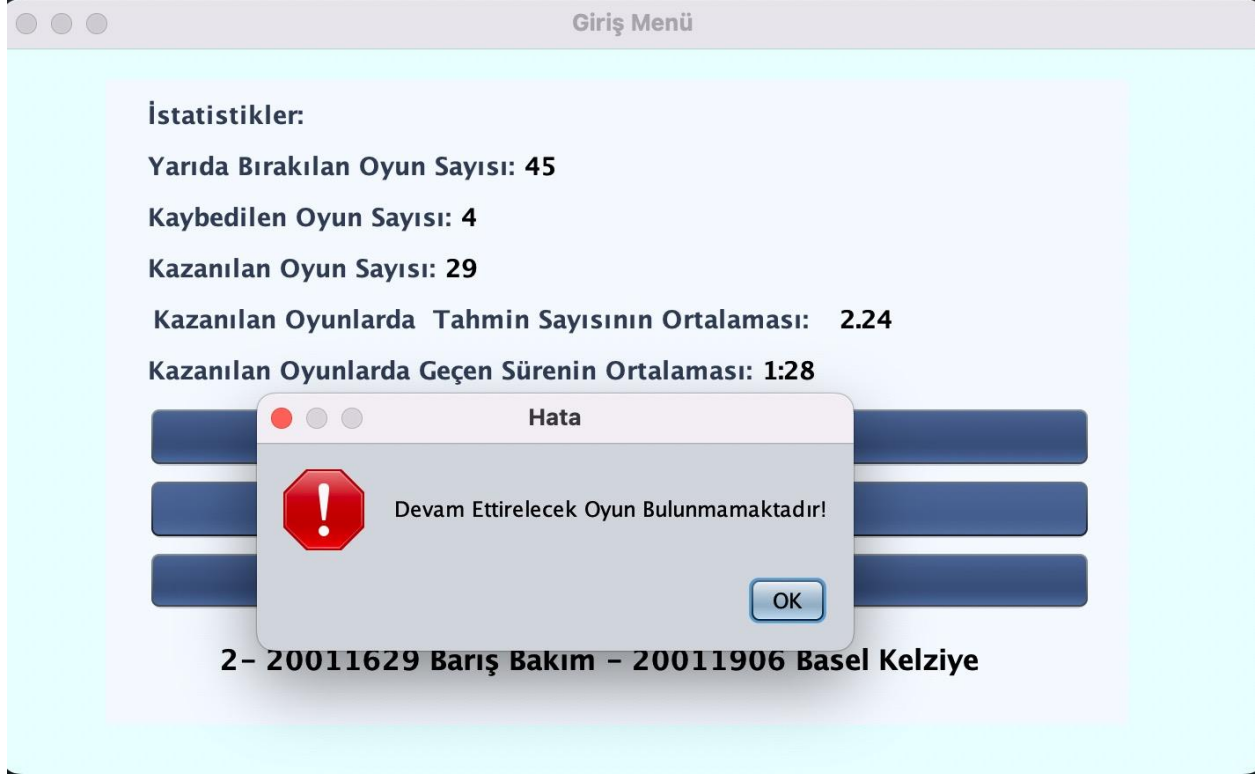 Giriş Menü
İstatistikler:
Yarıda Bırakılan Oyun Sayısı: 45
Kaybedilen Oyun Sayısı: 4
Kazanılan Oyun Sayısı: 29
Kazanılan Oyunlarda Tahmin Sayısının Ortalaması: 2.24
Kazanılan Oyunlarda Geçen Sürenin Ortalaması: 1:28
Hata
Devam Ettirelecek Oyun Bulunmamaktadır!
OK
2- 20011629 Barış Bakım - 20011906 Basel Kelziye